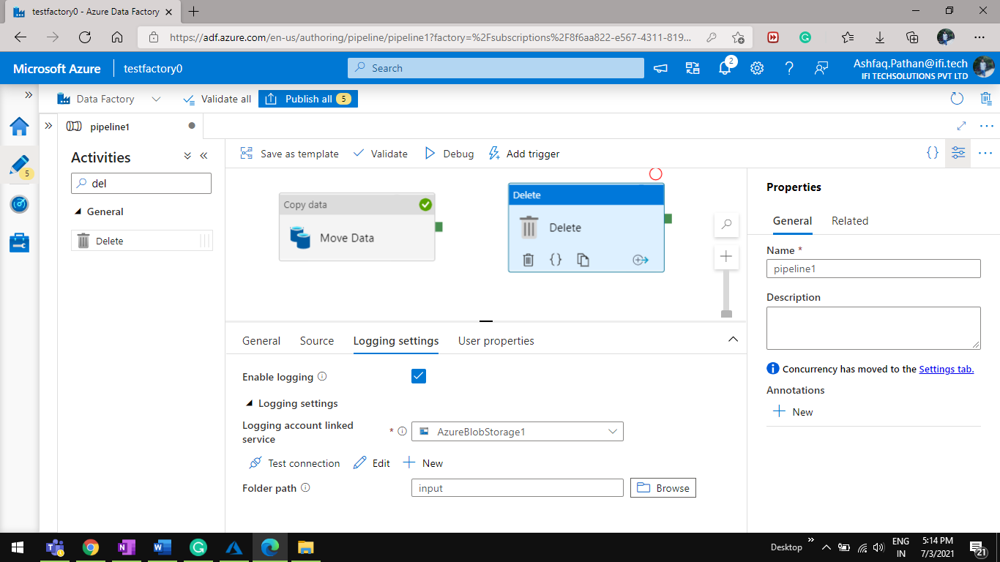 testfactory0 - Azure Data Factory
https://adf.azure.com/en-us/authoring/pipeline/pipeline1?factory=%2Fsubscriptions%2F8f6aa822-e567-4311-819...
Microsoft Azure
testfactory0
Search
2
Ashfaq.Pathan@ifi.tech
IFI TECHSOLUTIONS PVT LTD
Data Factory
Validate all
Publish all 5
pipeline1
5
Activities
del
General
Delete
Save as template
Validate
Debug
Add trigger
Copy data
Move Data
Delete
Delete
General
Source
Logging settings
User properties
Enable logging
Logging settings
Logging account linked
service
*
AzureBlobStorage1
Test connection
Edit
New
Folder path
input
Browse
Properties
General
Related
Name *
pipeline1
Description
Concurrency has moved to the Settings tab.
Annotations
New
Desktop
ENG
IN
5:14 PM
7/3/2021
21